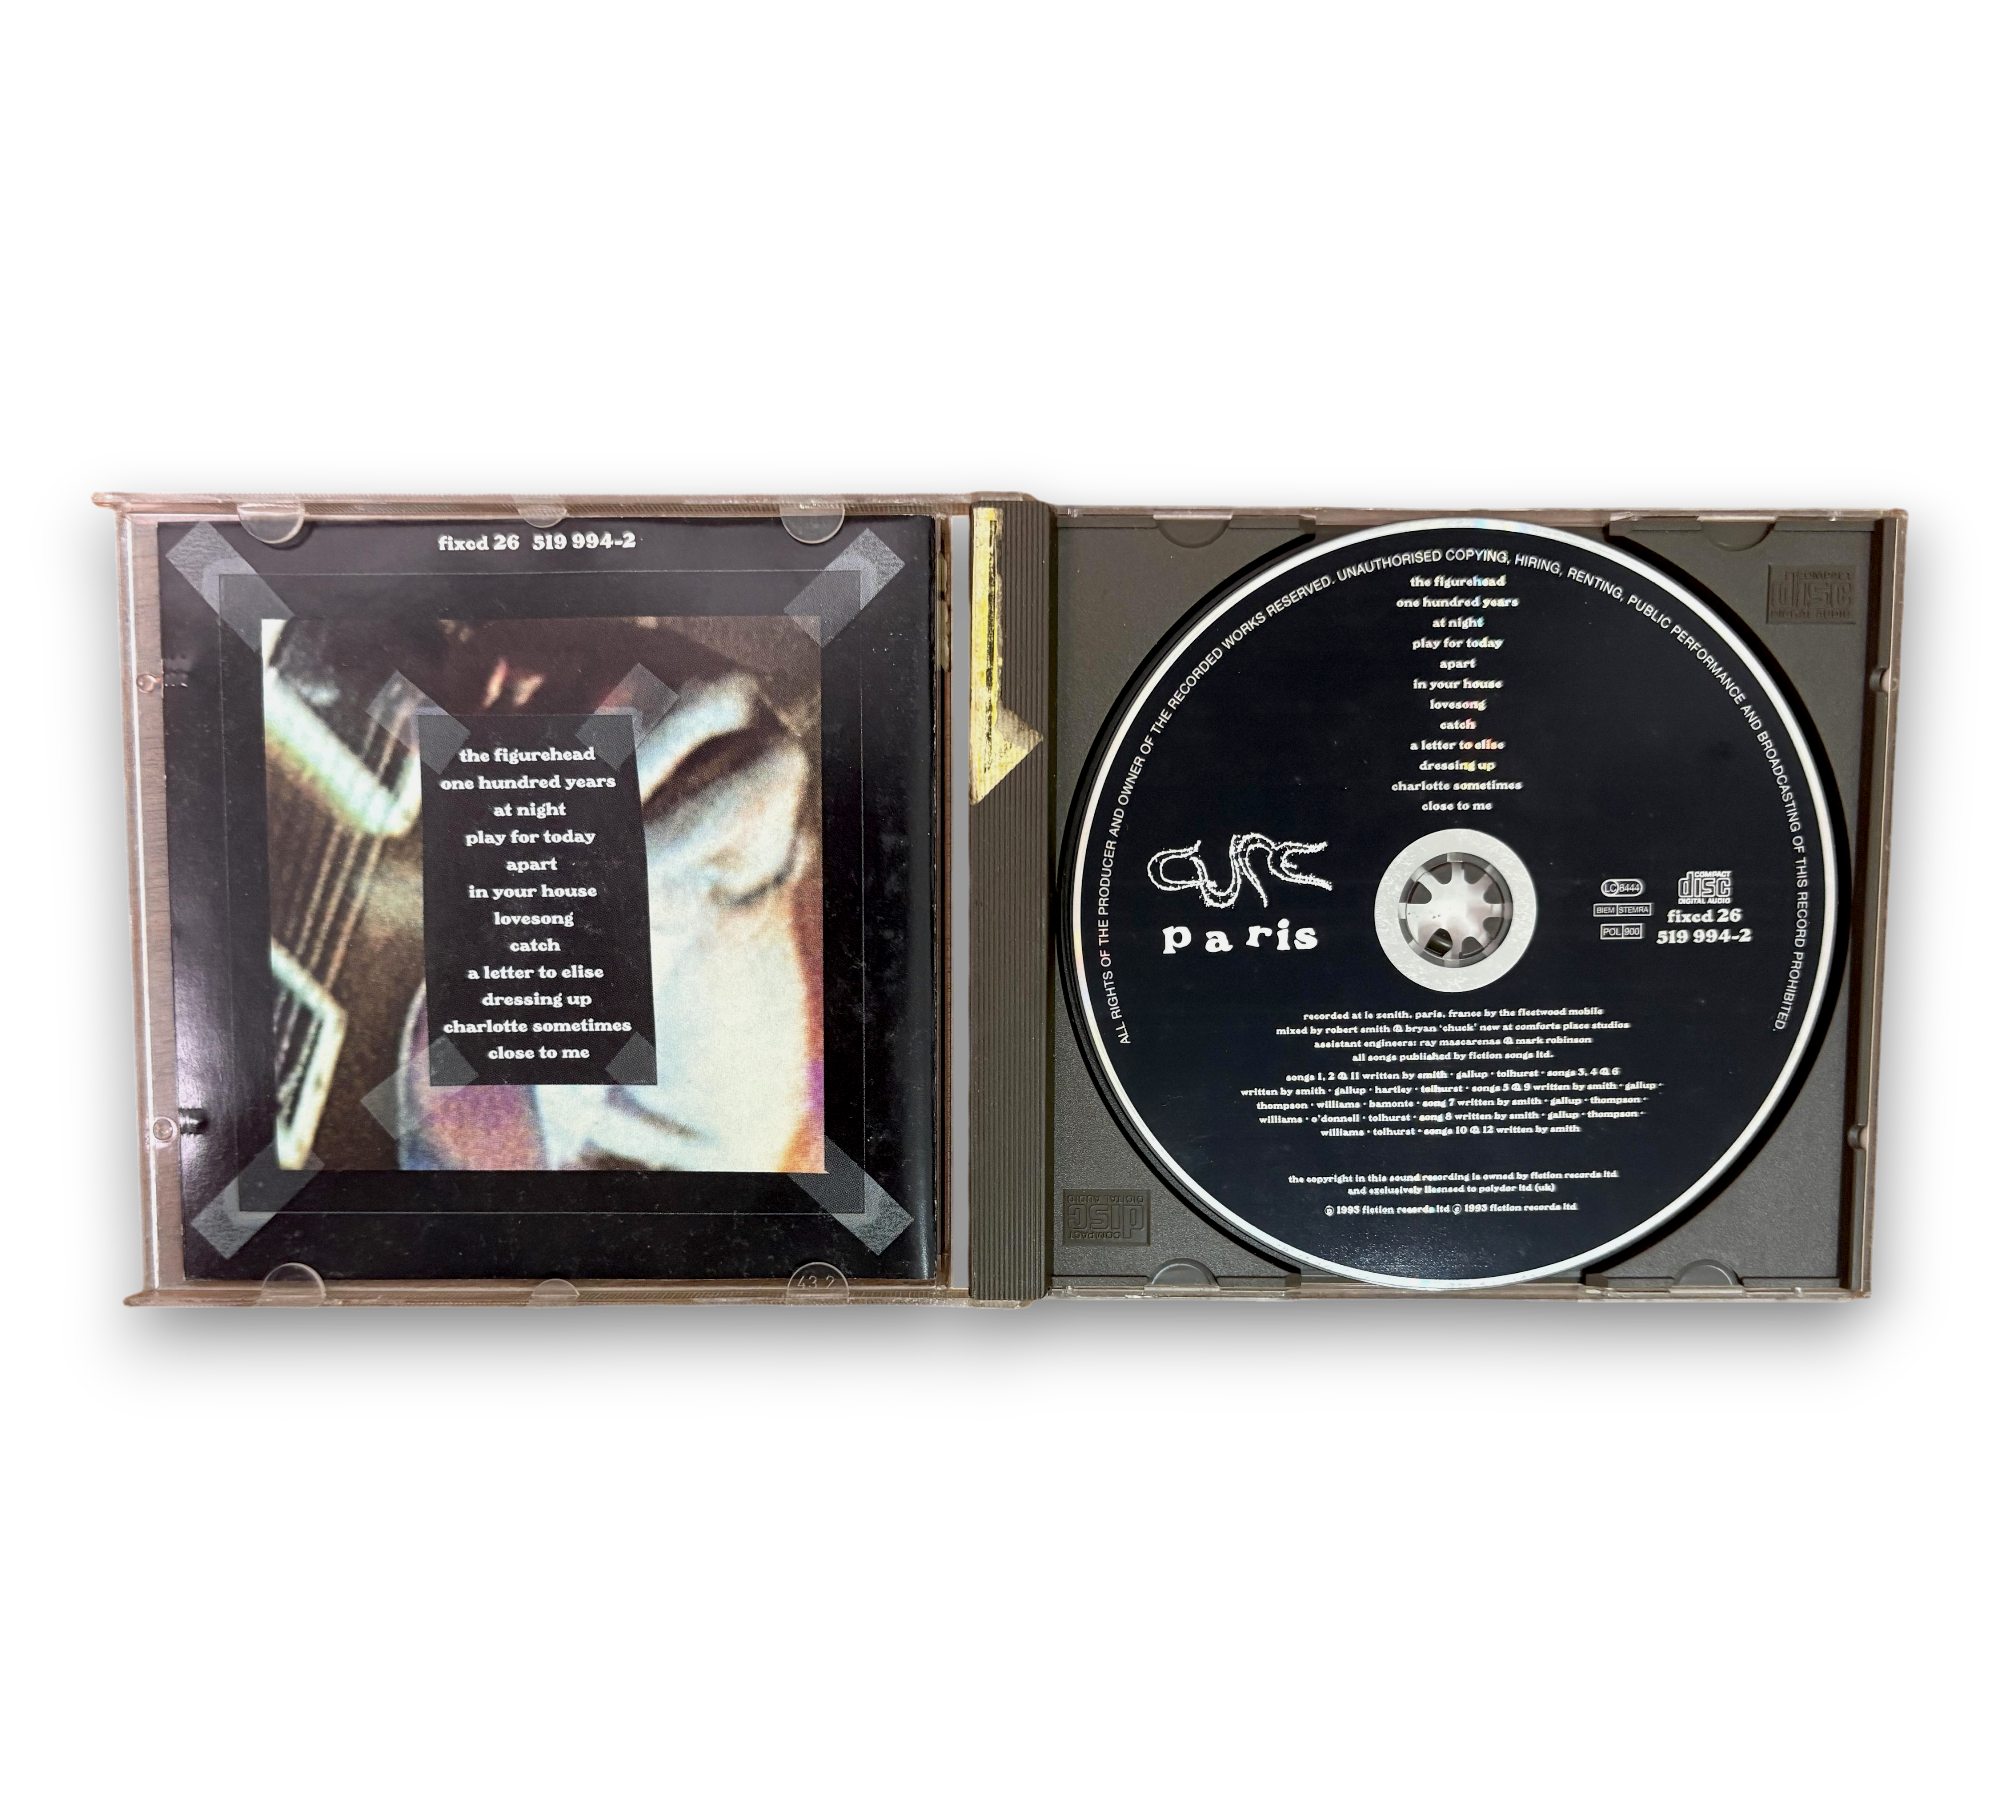 fixcd 26 519 994-2
the figurehead
one hundred years
at night
play for today
apart
in your house
lovesong
catch
a letter to elise
dressing up
charlotte sometimes
close to me
43 2
ALL RIGHTS OF THE PRODUCER AND OWNER OF THE RECORDED WORKS RESERVED. UNAUTHORISED COPYING, HIRING, RENTING, PUBLIC PERFORMANCE AND BROADCASTING OF THIS RECORD PROHIBITED.
the figurehead
one hundred years
at night
play for today
apart
in your house
lovesong
catch
a letter to elise
dressing up
charlotte sometimes
close to me
CURE
paris
LC 6444
BIEM STEMRA
POL 900
COMPACT
disc
DIGITAL AUDIO
fixcd 26
519 994-2
recorded at le zenith, paris, france by the fleetwood mobile
mixed by robert smith & bryan 'chuck' new at comforts place studios
assistant engineers: ray mascarenas & mark robinson
all songs published by fiction songs ltd.
songs 1, 2 & 11 written by smith · gallup · tolhurst · songs 3, 4 & 6
written by smith · gallup · hartley · tolhurst · songs 5 & 9 written by smith · gallup ·
thompson · williams · bamonte · song 7 written by smith · gallup · thompson ·
williams · o'donnell · tolhurst · song 8 written by smith · gallup · thompson ·
williams · tolhurst · songs 10 & 12 written by smith
the copyright in this sound recording is owned by fiction records ltd
and exclusively licensed to polydor ltd (uk)
℗ 1993 fiction records ltd © 1993 fiction records ltd
COMPACT
disc
DIGITAL AUDIO
COMPACT
disc
DIGITAL AUDIO